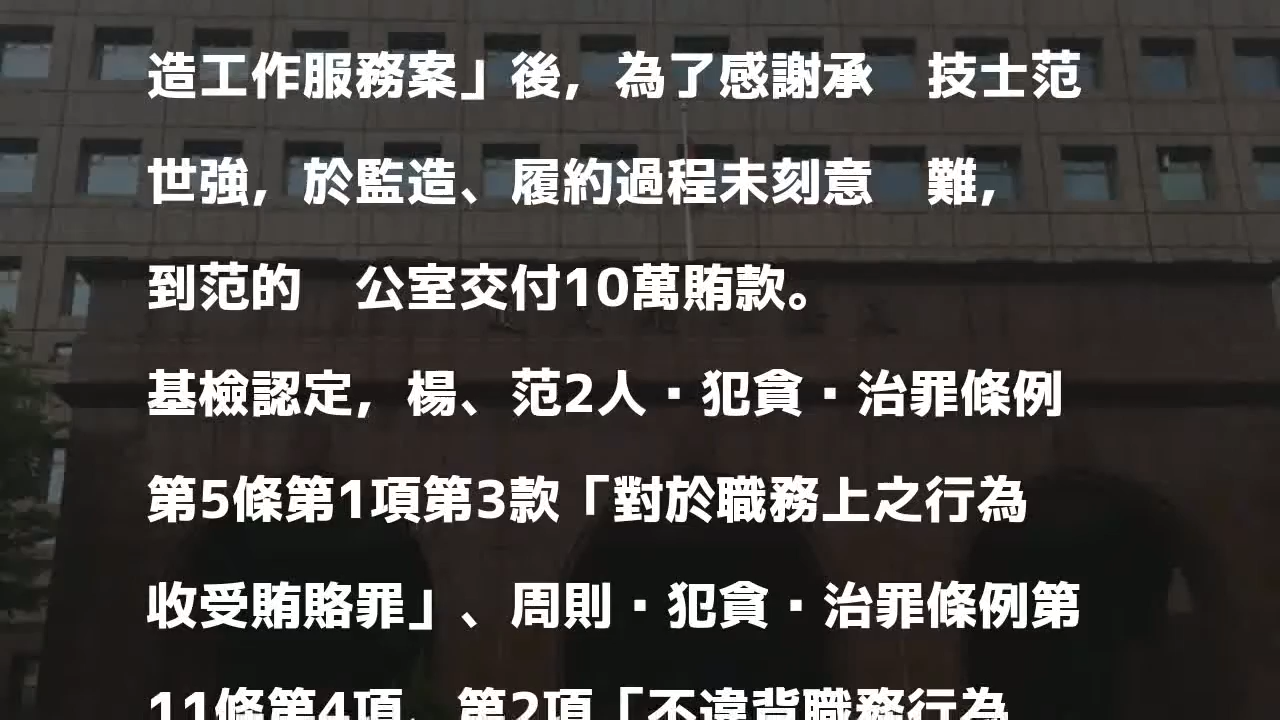 造工作服務案」後，為了感謝承　技士范
世強，於監造、履約過程未刻意　難，
到范的　公室交付10萬賄款。
基檢認定，楊、范2人·犯貪·治罪條例
第5條第1項第3款「對於職務上之行為
收受賄賂罪」、周則·犯貪·治罪條例第
11條第4項、第2項「不違背職務行為